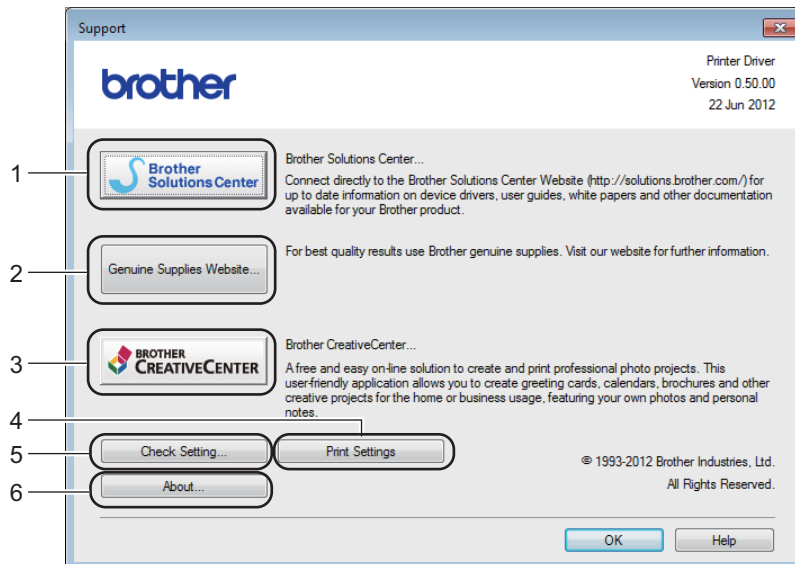 Support
brother
Printer Driver
Version 0.50.00
22 Jun 2012
1
Brother
Solutions Center
Brother Solutions Center...
Connect directly to the Brother Solutions Center Website (http://solutions.brother.com/) for
up to date information on device drivers, user guides, white papers and other documentation
available for your Brother product.
2
Genuine Supplies Website...
For best quality results use Brother genuine supplies. Visit our website for further information.
3
BROTHER
CREATIVECENTER
Brother CreativeCenter...
A free and easy on-line solution to create and print professional photo projects. This
user-friendly application allows you to create greeting cards, calendars, brochures and other
creative projects for the home or business usage, featuring your own photos and personal
notes.
4
5
Check Setting...
Print Settings
© 1993-2012 Brother Industries, Ltd.
6
About...
All Rights Reserved.
OK
Help